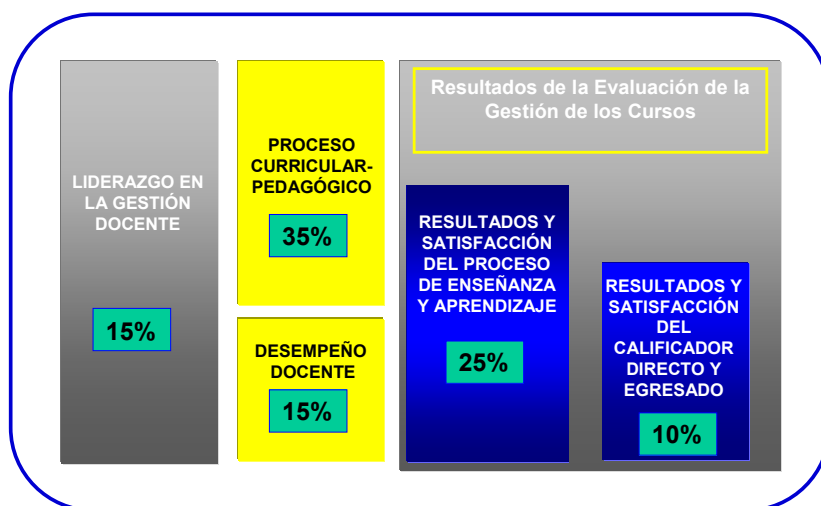 LIDERAZGO EN
LA GESTIÓN
DOCENTE
15%
PROCESO
CURRICULAR-
PEDAGÓGICO
35%
DESEMPEÑO
DOCENTE
15%
Resultados de la Evaluación de la
Gestión de los Cursos
RESULTADOS Y
SATISFACCIÓN
DEL PROCESO
DE ENSEÑANZA
Y APRENDIZAJE
25%
RESULTADOS Y
SATISFACCIÓN
DEL
CALIFICADOR
DIRECTO Y
EGRESADO
10%